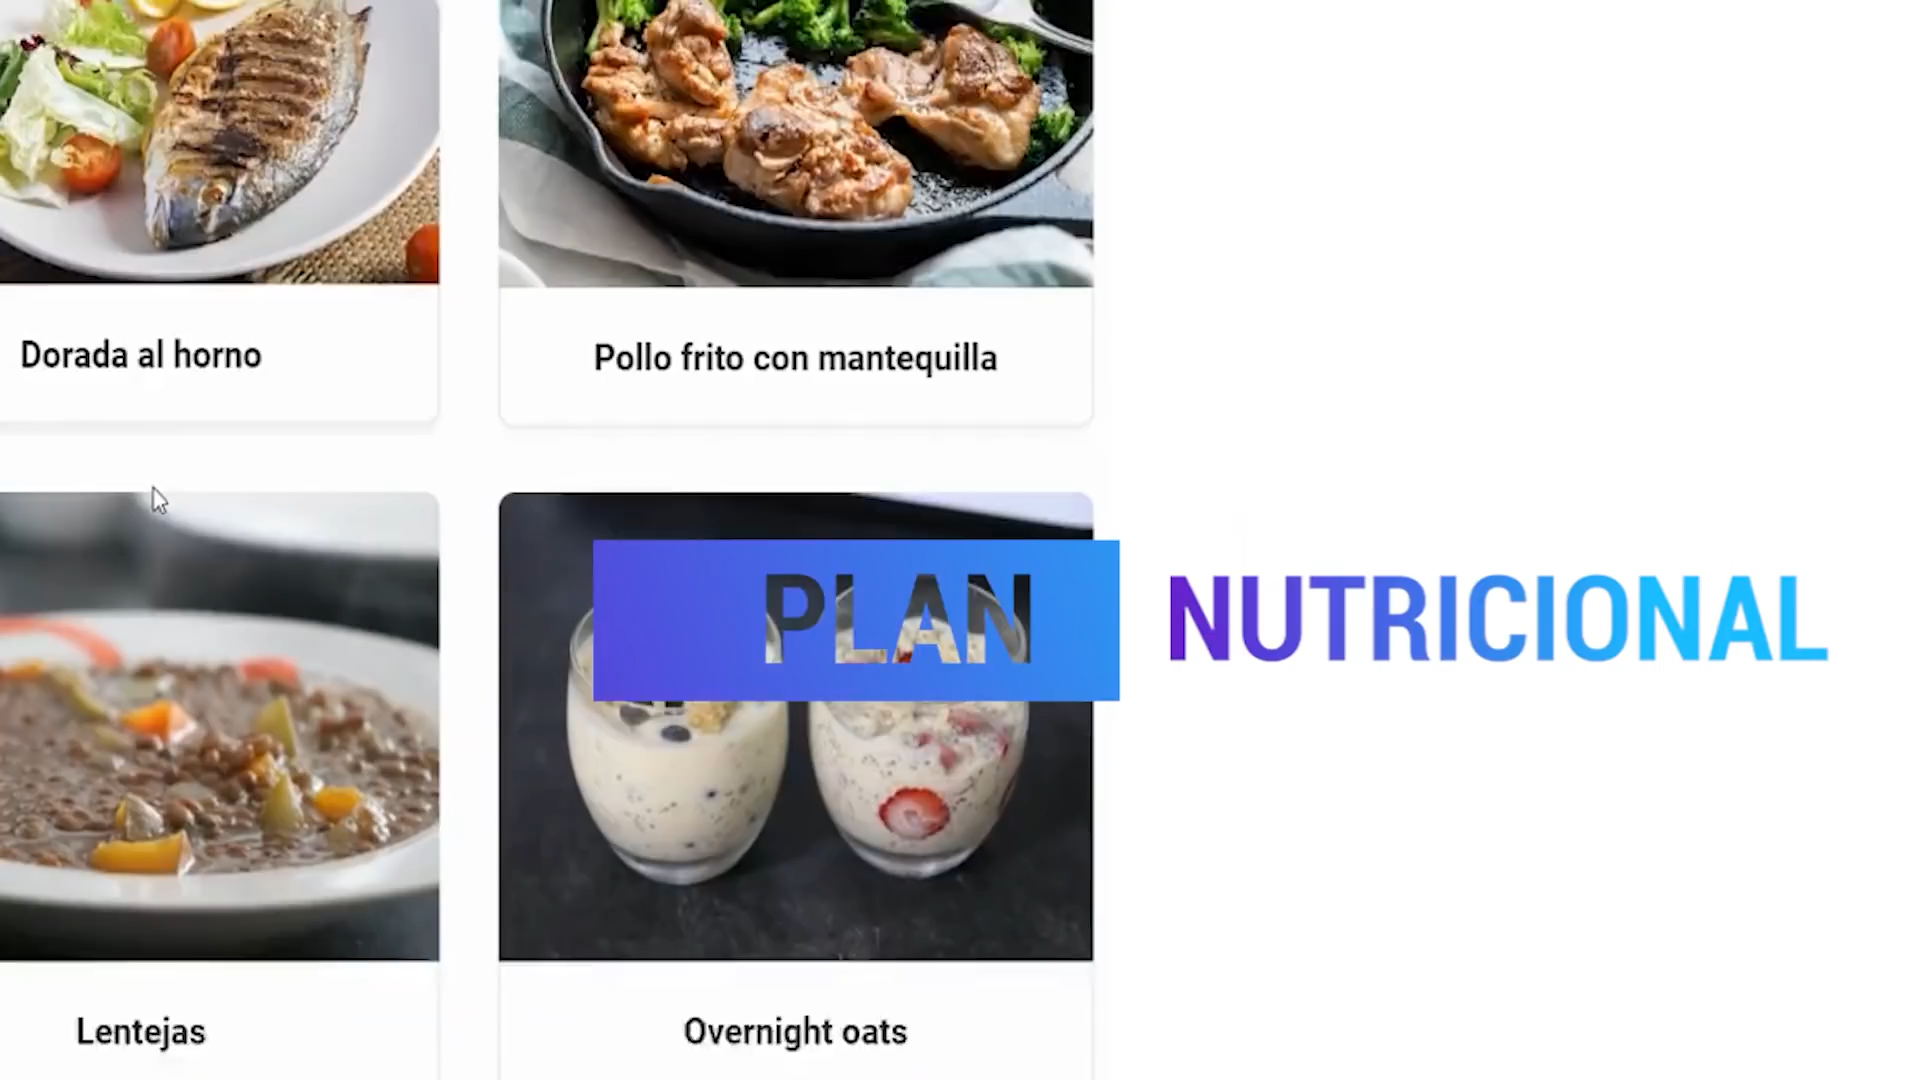 Dorada al horno
Pollo frito con mantequilla
PLAN NUTRICIONAL
Lentejas
Overnight oats